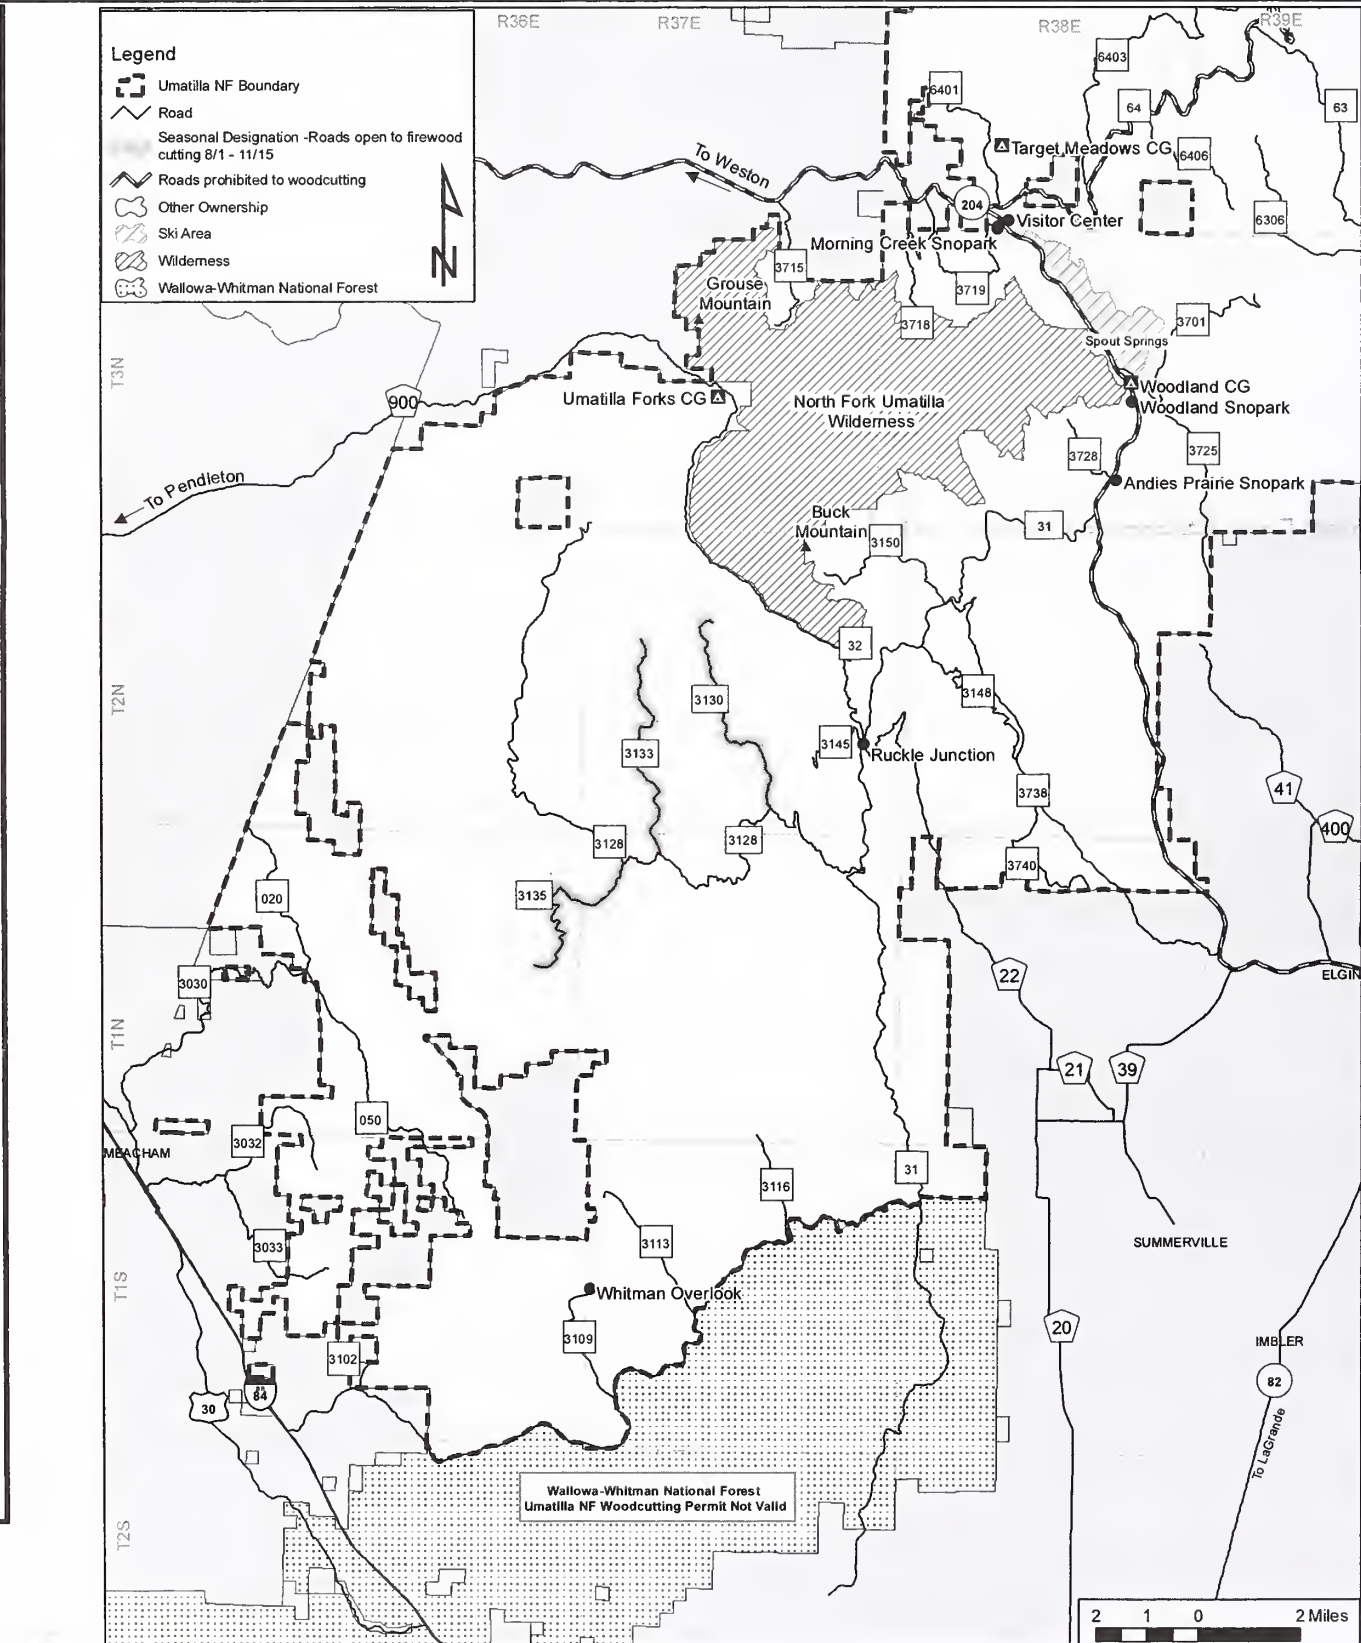 R36E
R37E
R38E
R39E
Legend
Umatilla NF Boundary
Road
Seasonal Designation -Roads open to firewood
cutting 8/1 - 11/15
Roads prohibited to woodcutting
Other Ownership
Ski Area
Wilderness
Wallowa-Whitman National Forest
N
6403
6401
64
63
To Weston
Target Meadows CG
6406
204
Visitor Center
6306
Morning Creek Snopark
3715
Grouse
Mountain
3719
3718
3701
Spout Springs
T3N
900
Umatilla Forks CG
North Fork Umatilla
Wilderness
Woodland CG
Woodland Snopark
3728
3725
To Pendleton
Andies Prairie Snopark
Buck
Mountain
3150
31
32
T2N
3130
3148
3133
3145
Ruckle Junction
3738
41
400
3128
3128
3740
3135
020
22
ELGIN
3030
T1N
21
39
050
3032
MEACHAM
31
3116
3033
3113
SUMMERVILLE
T1S
Whitman Overlook
3109
20
3102
IMBLER
82
84
30
To LaGrande
Wallowa-Whitman National Forest
Umatilla NF Woodcutting Permit Not Valid
T2S
2 1 0 2 Miles